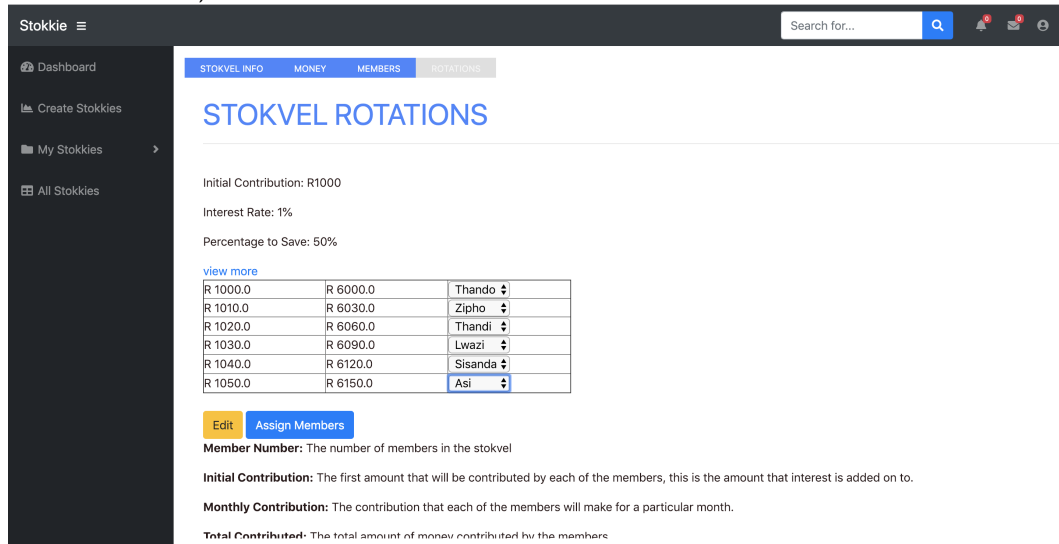 Stokkie
Search for...
0
0
Dashboard
Create Stokkies
My Stokkies
All Stokkies
STOKVEL INFO MONEY MEMBERS ROTATIONS
STOKVEL ROTATIONS
Initial Contribution: R1000
Interest Rate: 1%
Percentage to Save: 50%
view more
R 1000.0 R 6000.0 Thando
R 1010.0 R 6030.0 Zipho
R 1020.0 R 6060.0 Thandi
R 1030.0 R 6090.0 Lwazi
R 1040.0 R 6120.0 Sisanda
R 1050.0 R 6150.0 Asi
Edit Assign Members
Member Number: The number of members in the stokvel
Initial Contribution: The first amount that will be contributed by each of the members, this is the amount that interest is added on to.
Monthly Contribution: The contribution that each of the members will make for a particular month.
Total Contributed: The total amount of money contributed by the members